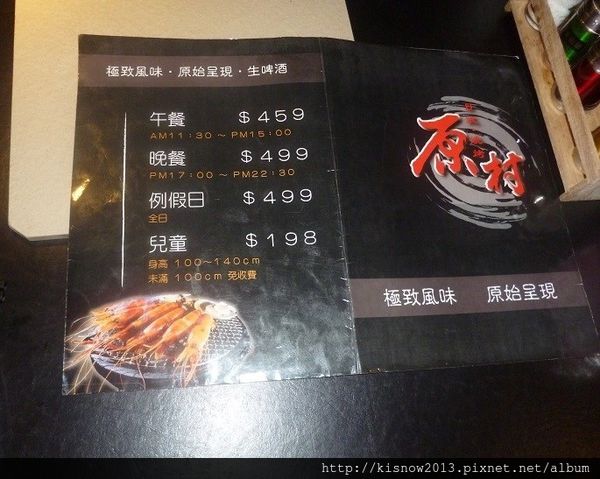 極致風味・原始呈現・生啤酒
午餐 $459
AM11:30～PM15:00
晚餐 $499
PM17:00～PM22:30
例假日 $499
全日
兒童 $198
身高 100～140cm
未滿 100cm 免收費
原村
極致風味 原始呈現
http://kisnow2013.pixnet.net/album